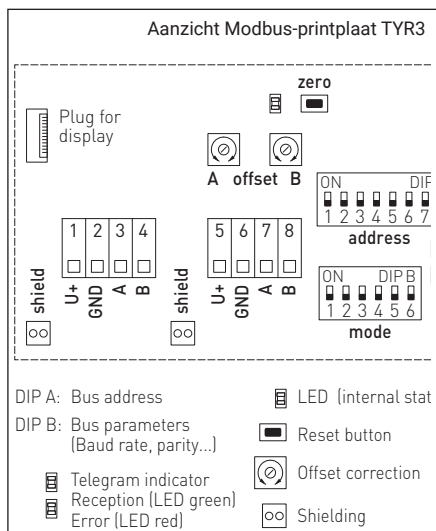 Aanzicht Modbus-printplaat TYR3
zero
Plug for
display
A offset B
ON DIP
1 2 3 4 5 6 7
address
1 2 3 4
5 6 7 8
shield
U+
GND
A
B
shield
U+
GND
A
B
ON DIP B
1 2 3 4 5 6
mode
DIP A: Bus address
LED (internal stat
DIP B: Bus parameters
(Baud rate, parity...)
Reset button
Telegram indicator
Reception (LED green)
Error (LED red)
Offset correction
Shielding